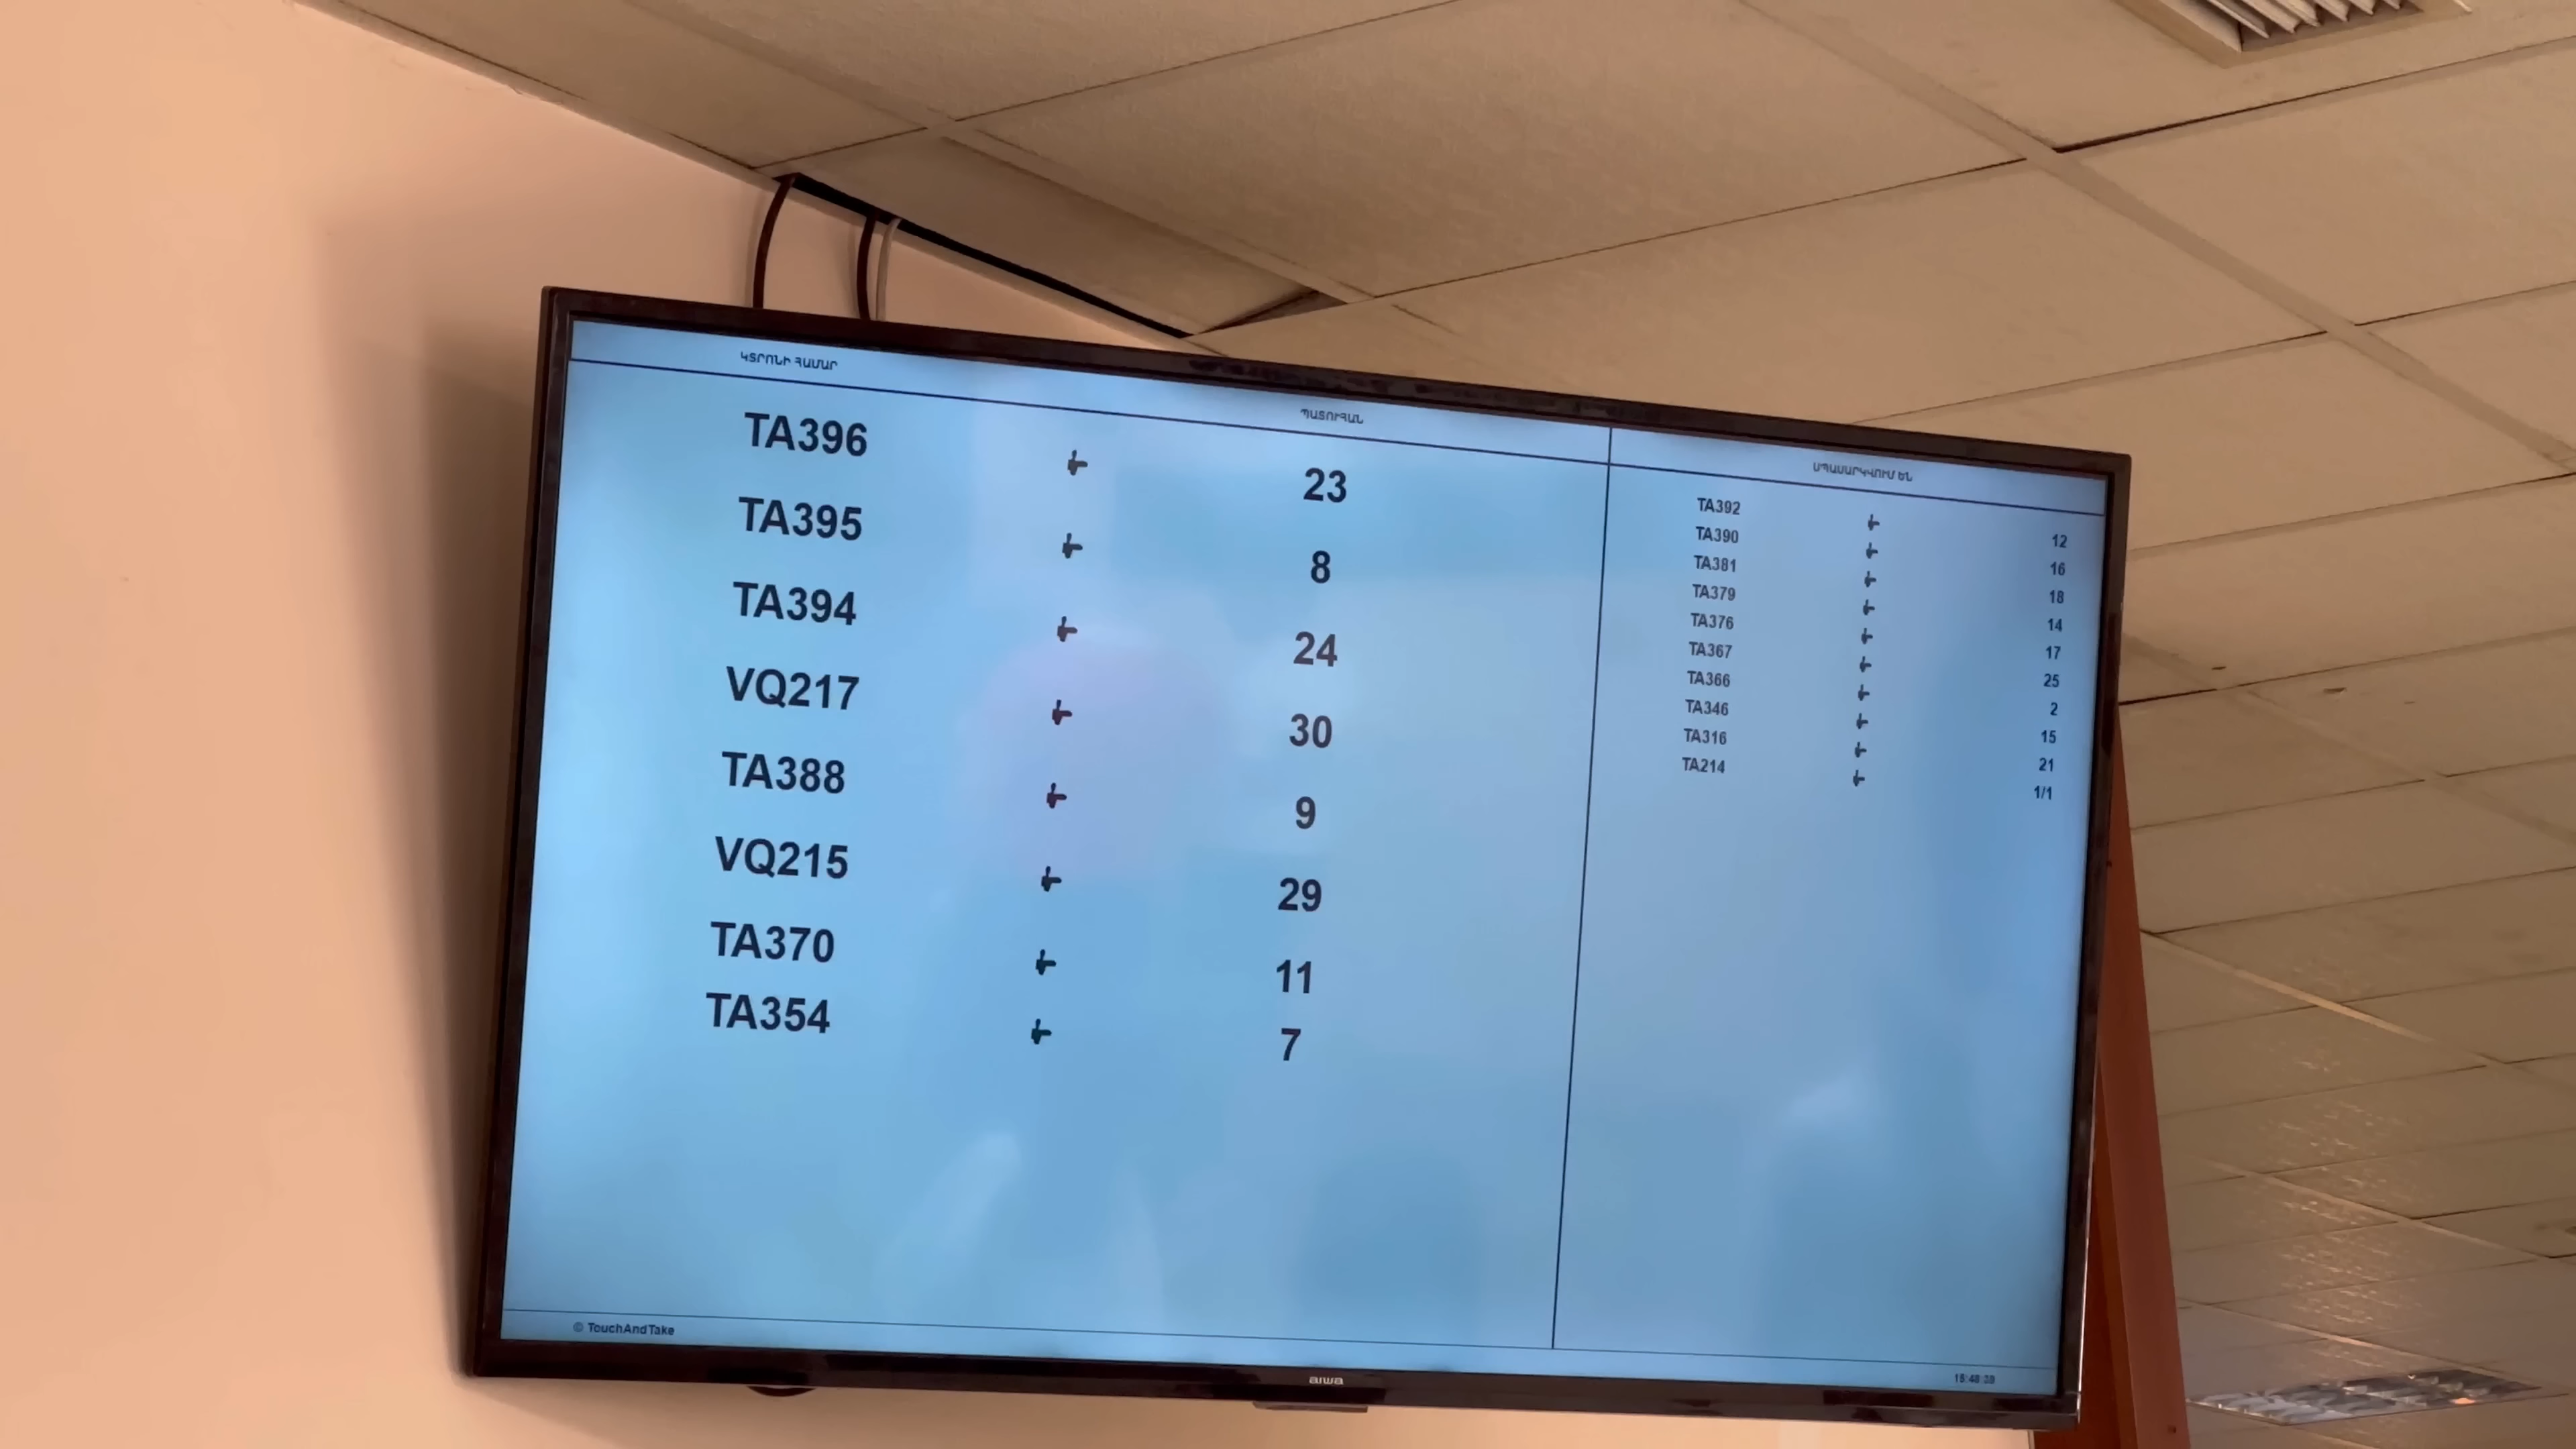 ԿՏՐՈՆԻ ՀԱՄԱՐ ՊԱՏՈՒՀԱՆ
TA396 23
TA395 8
TA394 24
VQ217 30
TA388 9
VQ215 29
TA370 11
TA354 7
ՍՊԱՍԱՐԿՎՈՒՄ ԵՆ
TA392 12
TA390 16
TA381 18
TA379 14
TA376 17
TA367 25
TA366 2
TA346 15
TA316 21
TA214 1/1
© TouchAndTake
aiwa